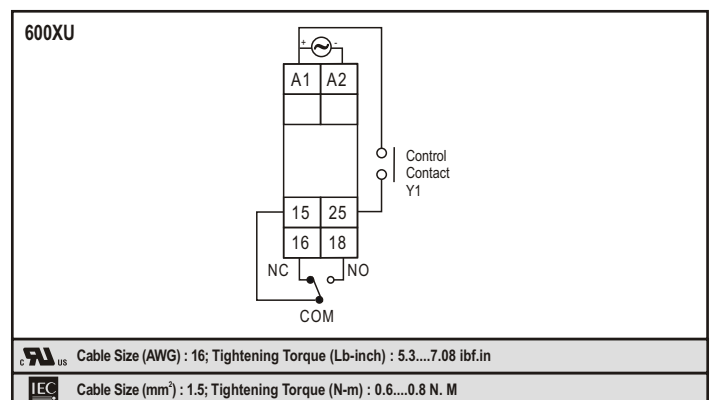 600XU
+ -
A1 A2
Control
Contact
Y1
15 25
16 18
NC NO
COM
c RU us Cable Size (AWG) : 16; Tightening Torque (Lb-inch) : 5.3....7.08 ibf.in
IEC Cable Size (mm²) : 1.5; Tightening Torque (N-m) : 0.6....0.8 N. M